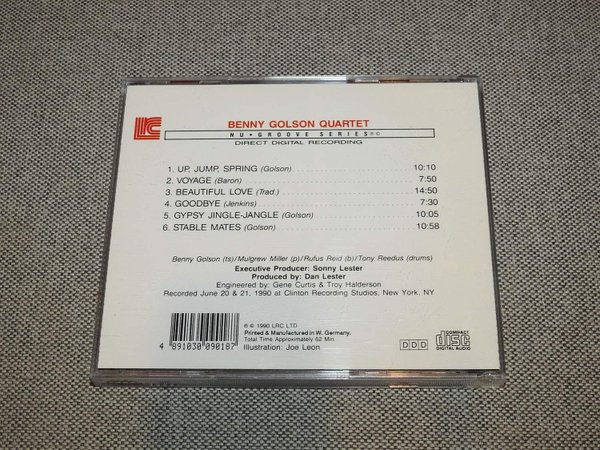 LRC
BENNY GOLSON QUARTET
NU • GROOVE SERIES ℗©
DIRECT DIGITAL RECORDING
1. UP, JUMP, SPRING (Golson) 10:10
2. VOYAGE (Baron) 7:50
3. BEAUTIFUL LOVE (Trad.) 14:50
4. GOODBYE (Jenkins) 7:30
5. GYPSY JINGLE-JANGLE (Golson) 10:05
6. STABLE MATES (Golson) 10:58
Benny Golson (ts)/Mulgrew Miller (p)/Rufus Reid (b)/Tony Reedus (drums)
Executive Producer: Sonny Lester
Produced by: Dan Lester
Engineered by: Gene Curtis & Troy Halderson
Recorded June 20 & 21, 1990 at Clinton Recording Studios, New York, NY
℗ © 1990 LRC LTD
Printed & Manufactured in W. Germany.
Total Time Approximately 62 Min.
Illustration: Joe Leon
4 891030 090187
DDD
COMPACT
disc
DIGITAL AUDIO